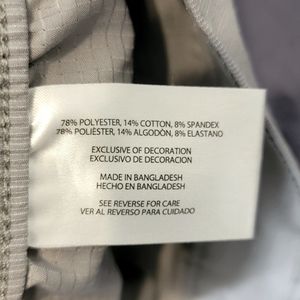 78% POLYESTER, 14% COTTON, 8% SPANDEX
78% POLIÉSTER, 14% ALGODÓN, 8% ELASTANO
EXCLUSIVE OF DECORATION
EXCLUSIVO DE DECORACION
MADE IN BANGLADESH
HECHO EN BANGLADESH
SEE REVERSE FOR CARE
VER AL REVERSO PARA CUIDADO